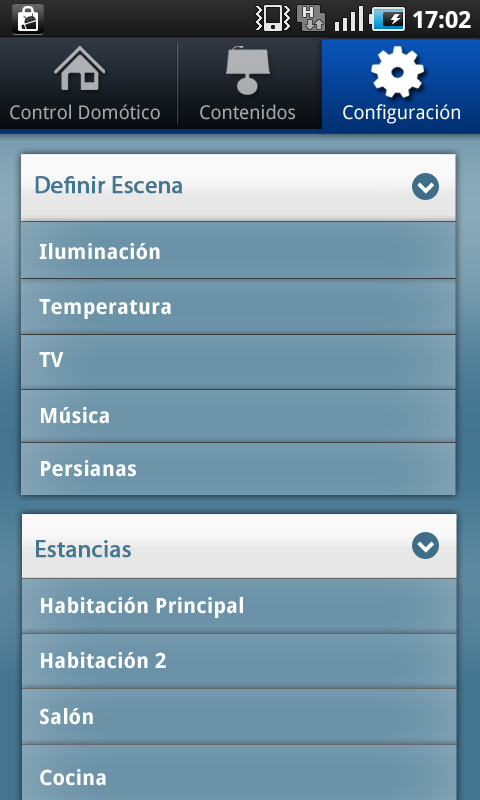 H
17:02
Control Domótico
Contenidos
Configuración
Definir Escena
Iluminación
Temperatura
TV
Música
Persianas
Estancias
Habitación Principal
Habitación 2
Salón
Cocina